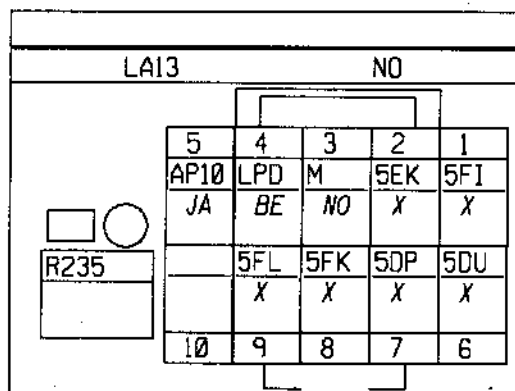 LA13 NO
5 4 3 2 1
AP10 LPD M 5EK 5FI
JA BE NO X X
R235 5FL 5FK 5DP 5DU
X X X X
10 9 8 7 6